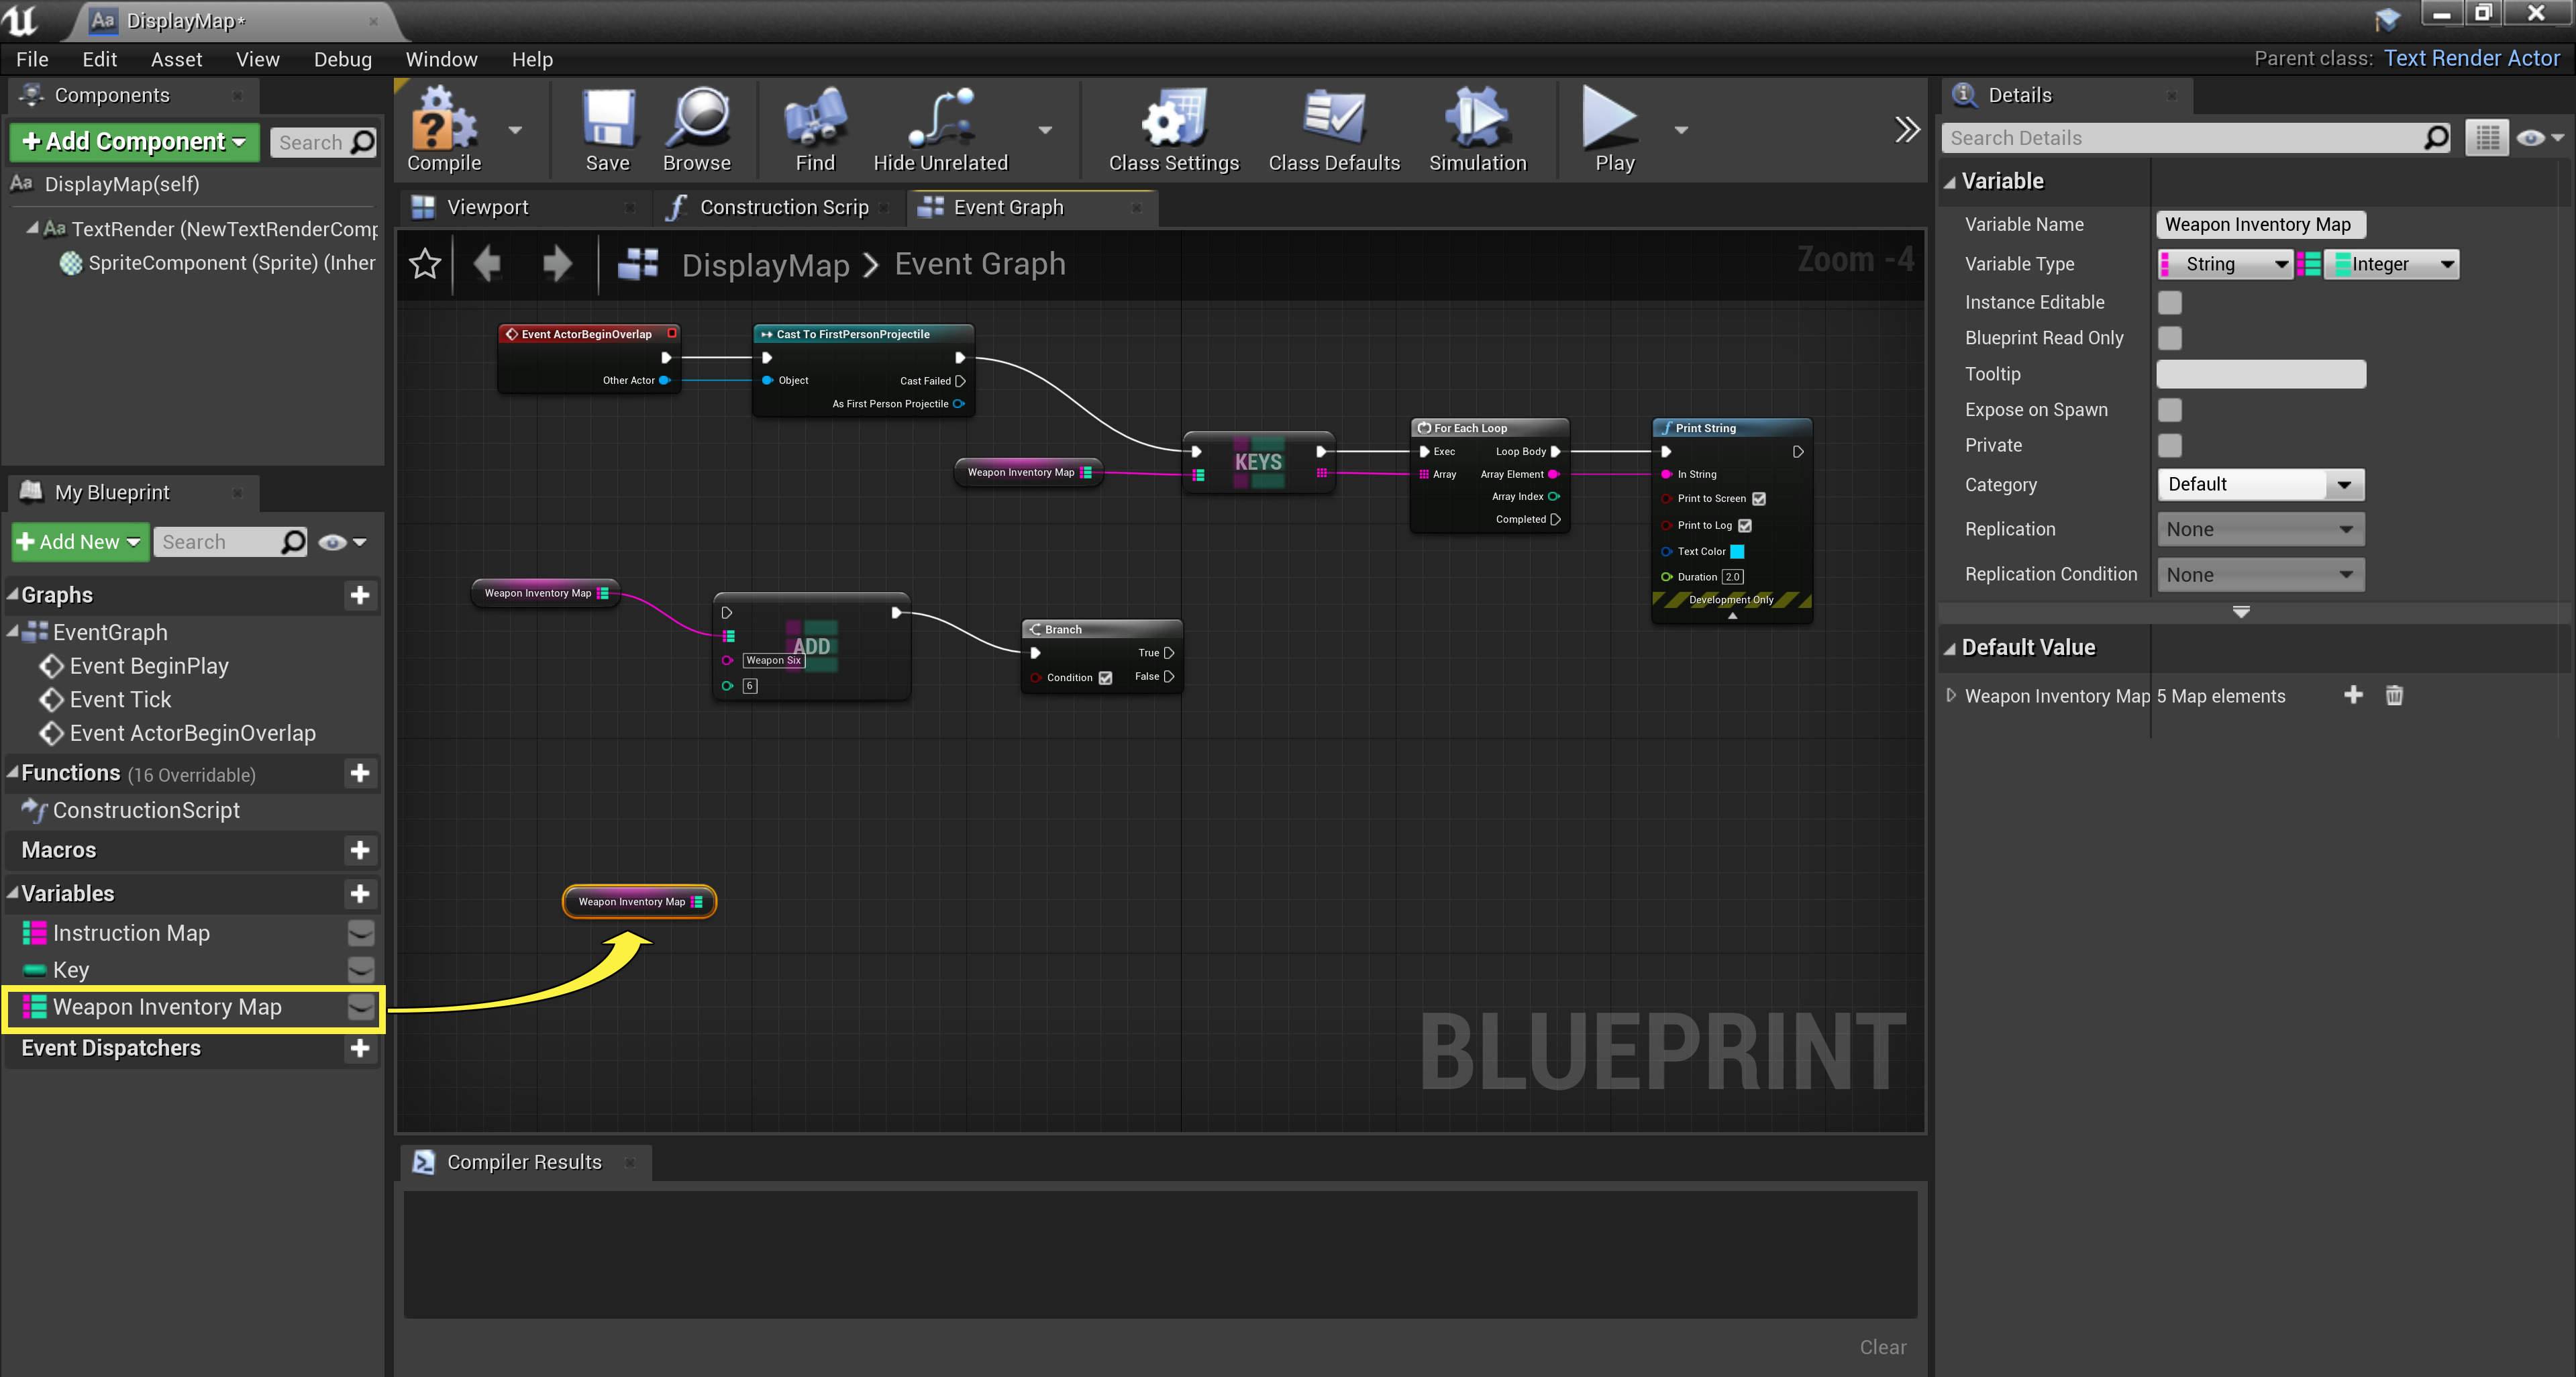 DisplayMap*
File Edit Asset View Debug Window Help
Parent class: Text Render Actor
Components
Add Component
Search
DisplayMap(self)
TextRender (NewTextRenderComp
SpriteComponent (Sprite) (Inher
My Blueprint
Add New
Search
Graphs
EventGraph
Event BeginPlay
Event Tick
Event ActorBeginOverlap
Functions (16 Overridable)
ConstructionScript
Macros
Variables
Instruction Map
Key
Weapon Inventory Map
Event Dispatchers
Compile
Save
Browse
Find
Hide Unrelated
Class Settings
Class Defaults
Simulation
Play
Viewport
Construction Scrip
Event Graph
DisplayMap > Event Graph
Zoom -4
Event ActorBeginOverlap
Other Actor
Cast To FirstPersonProjectile
Object
Cast Failed
As First Person Projectile
Weapon Inventory Map
KEYS
For Each Loop
Exec
Loop Body
Array
Array Element
Array Index
Completed
Print String
In String
Print to Screen
Print to Log
Text Color
Duration 2.0
Development Only
Weapon Inventory Map
ADD
Weapon Six
6
Branch
True
Condition
False
Weapon Inventory Map
BLUEPRINT
Compiler Results
Clear
Details
Search Details
Variable
Variable Name Weapon Inventory Map
Variable Type String Integer
Instance Editable
Blueprint Read Only
Tooltip
Expose on Spawn
Private
Category Default
Replication None
Replication Condition None
Default Value
Weapon Inventory Map 5 Map elements